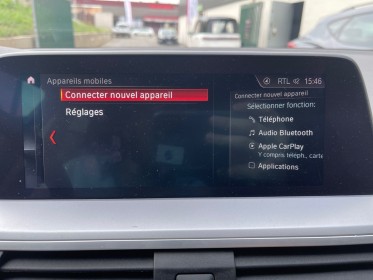 Appareils mobiles
RTL 15:46
Connecter nouvel appareil
Réglages
Connecter nouvel appareil
Sélectionner fonction:
Téléphone
Audio Bluetooth
Apple CarPlay
Y compris téléph., carte
Applications